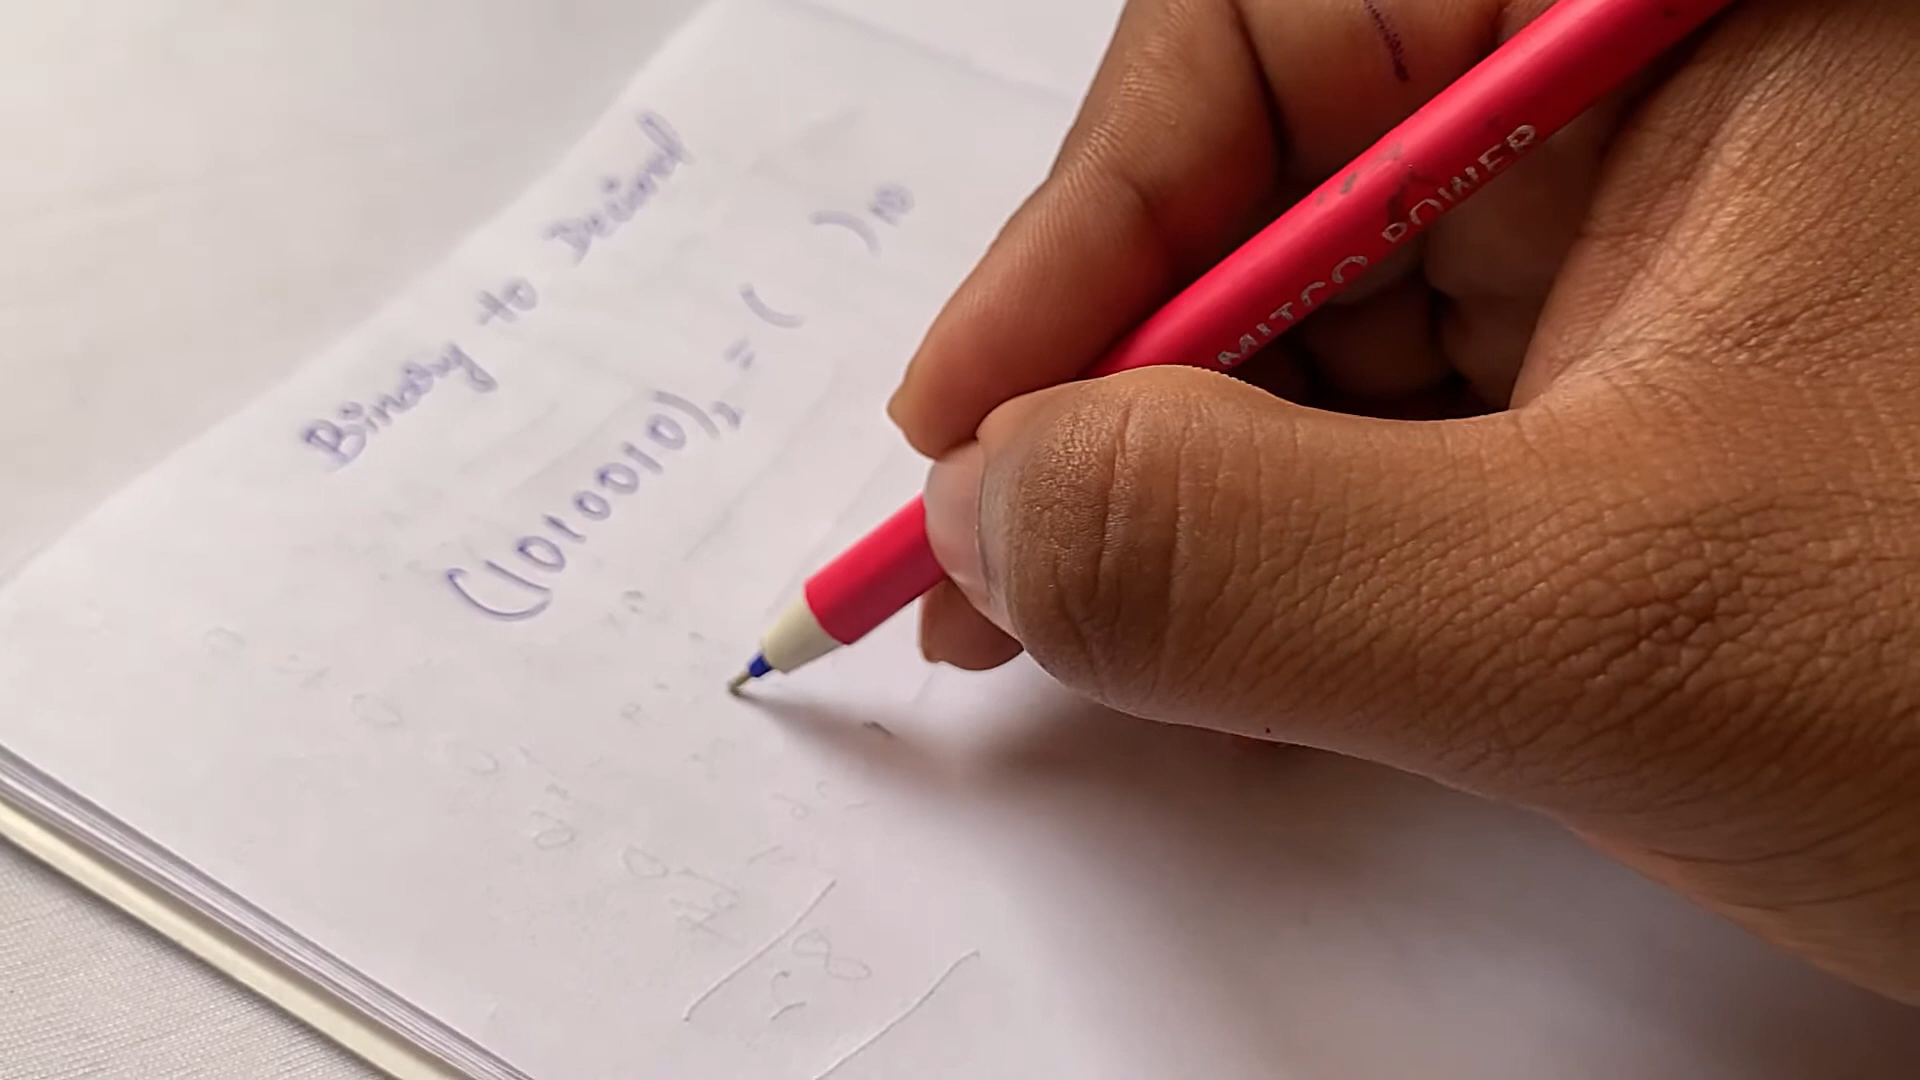 Binary to Decimal
(1010010)₂ = ( )₁₀
MITCO POWER